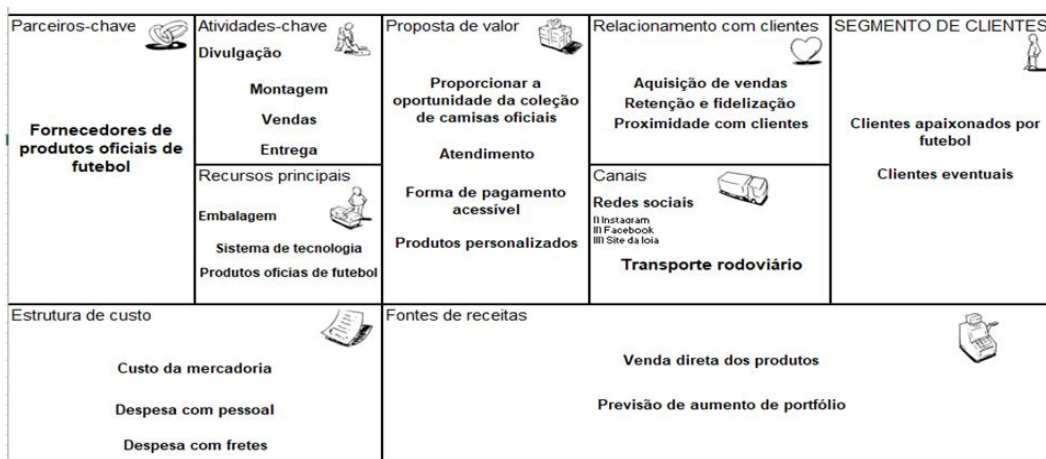 Parceiros-chave
Fornecedores de
produtos oficiais de
futebol
Atividades-chave
Divulgação
Montagem
Vendas
Entrega
Recursos principais
Embalagem
Sistema de tecnologia
Produtos oficias de futebol
Proposta de valor
Proporcionar a
oportunidade da coleção
de camisas oficiais
Atendimento
Forma de pagamento
acessível
Produtos personalizados
Relacionamento com clientes
Aquisição de vendas
Retenção e fidelização
Proximidade com clientes
Canais
Redes sociais
I) Instagram
II) Facebook
III) Site da loja
Transporte rodoviário
SEGMENTO DE CLIENTES
Clientes apaixonados por
futebol
Clientes eventuais
Estrutura de custo
Custo da mercadoria
Despesa com pessoal
Despesa com fretes
Fontes de receitas
Venda direta dos produtos
Previsão de aumento de portfólio